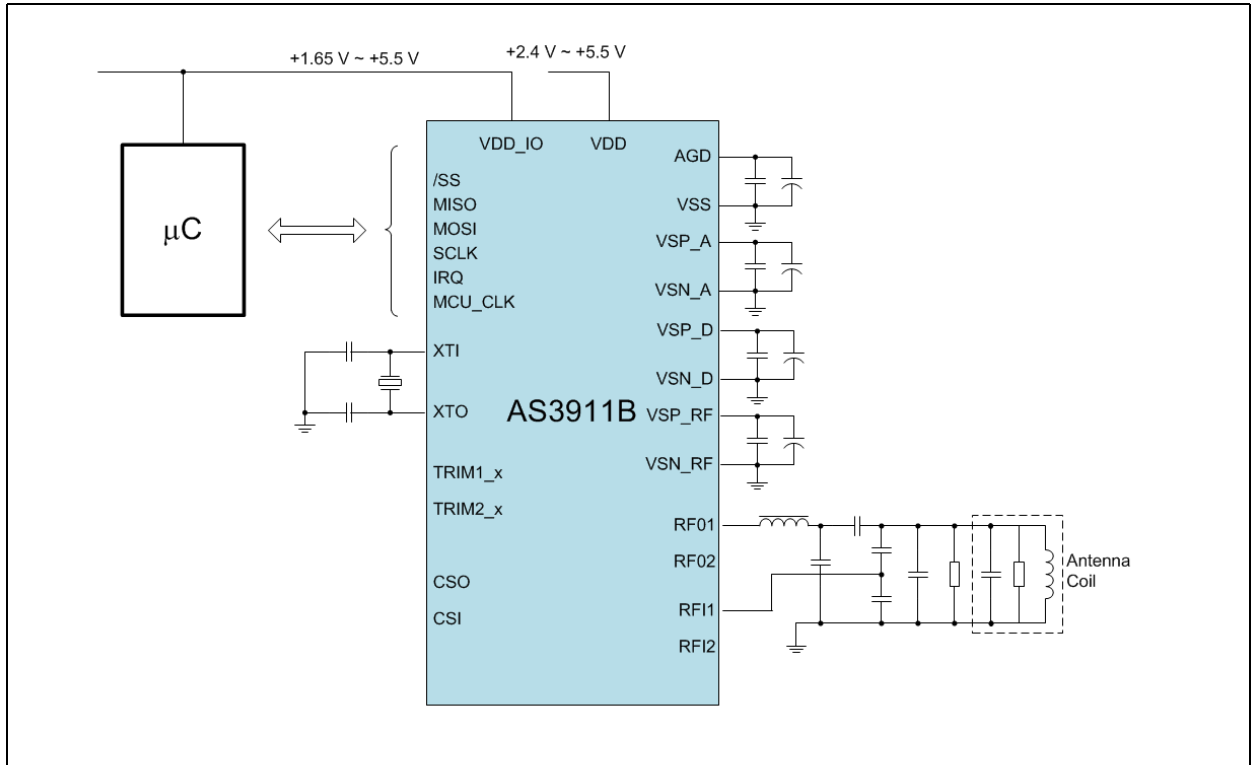 +1.65 V ~ +5.5 V
+2.4 V ~ +5.5 V
VDD_IO
VDD
μC
/SS
MISO
MOSI
SCLK
IRQ
MCU_CLK
XTI
XTO
TRIM1_x
TRIM2_x
CSO
CSI
AS3911B
AGD
VSS
VSP_A
VSN_A
VSP_D
VSN_D
VSP_RF
VSN_RF
RF01
RF02
RFI1
RFI2
Antenna
Coil